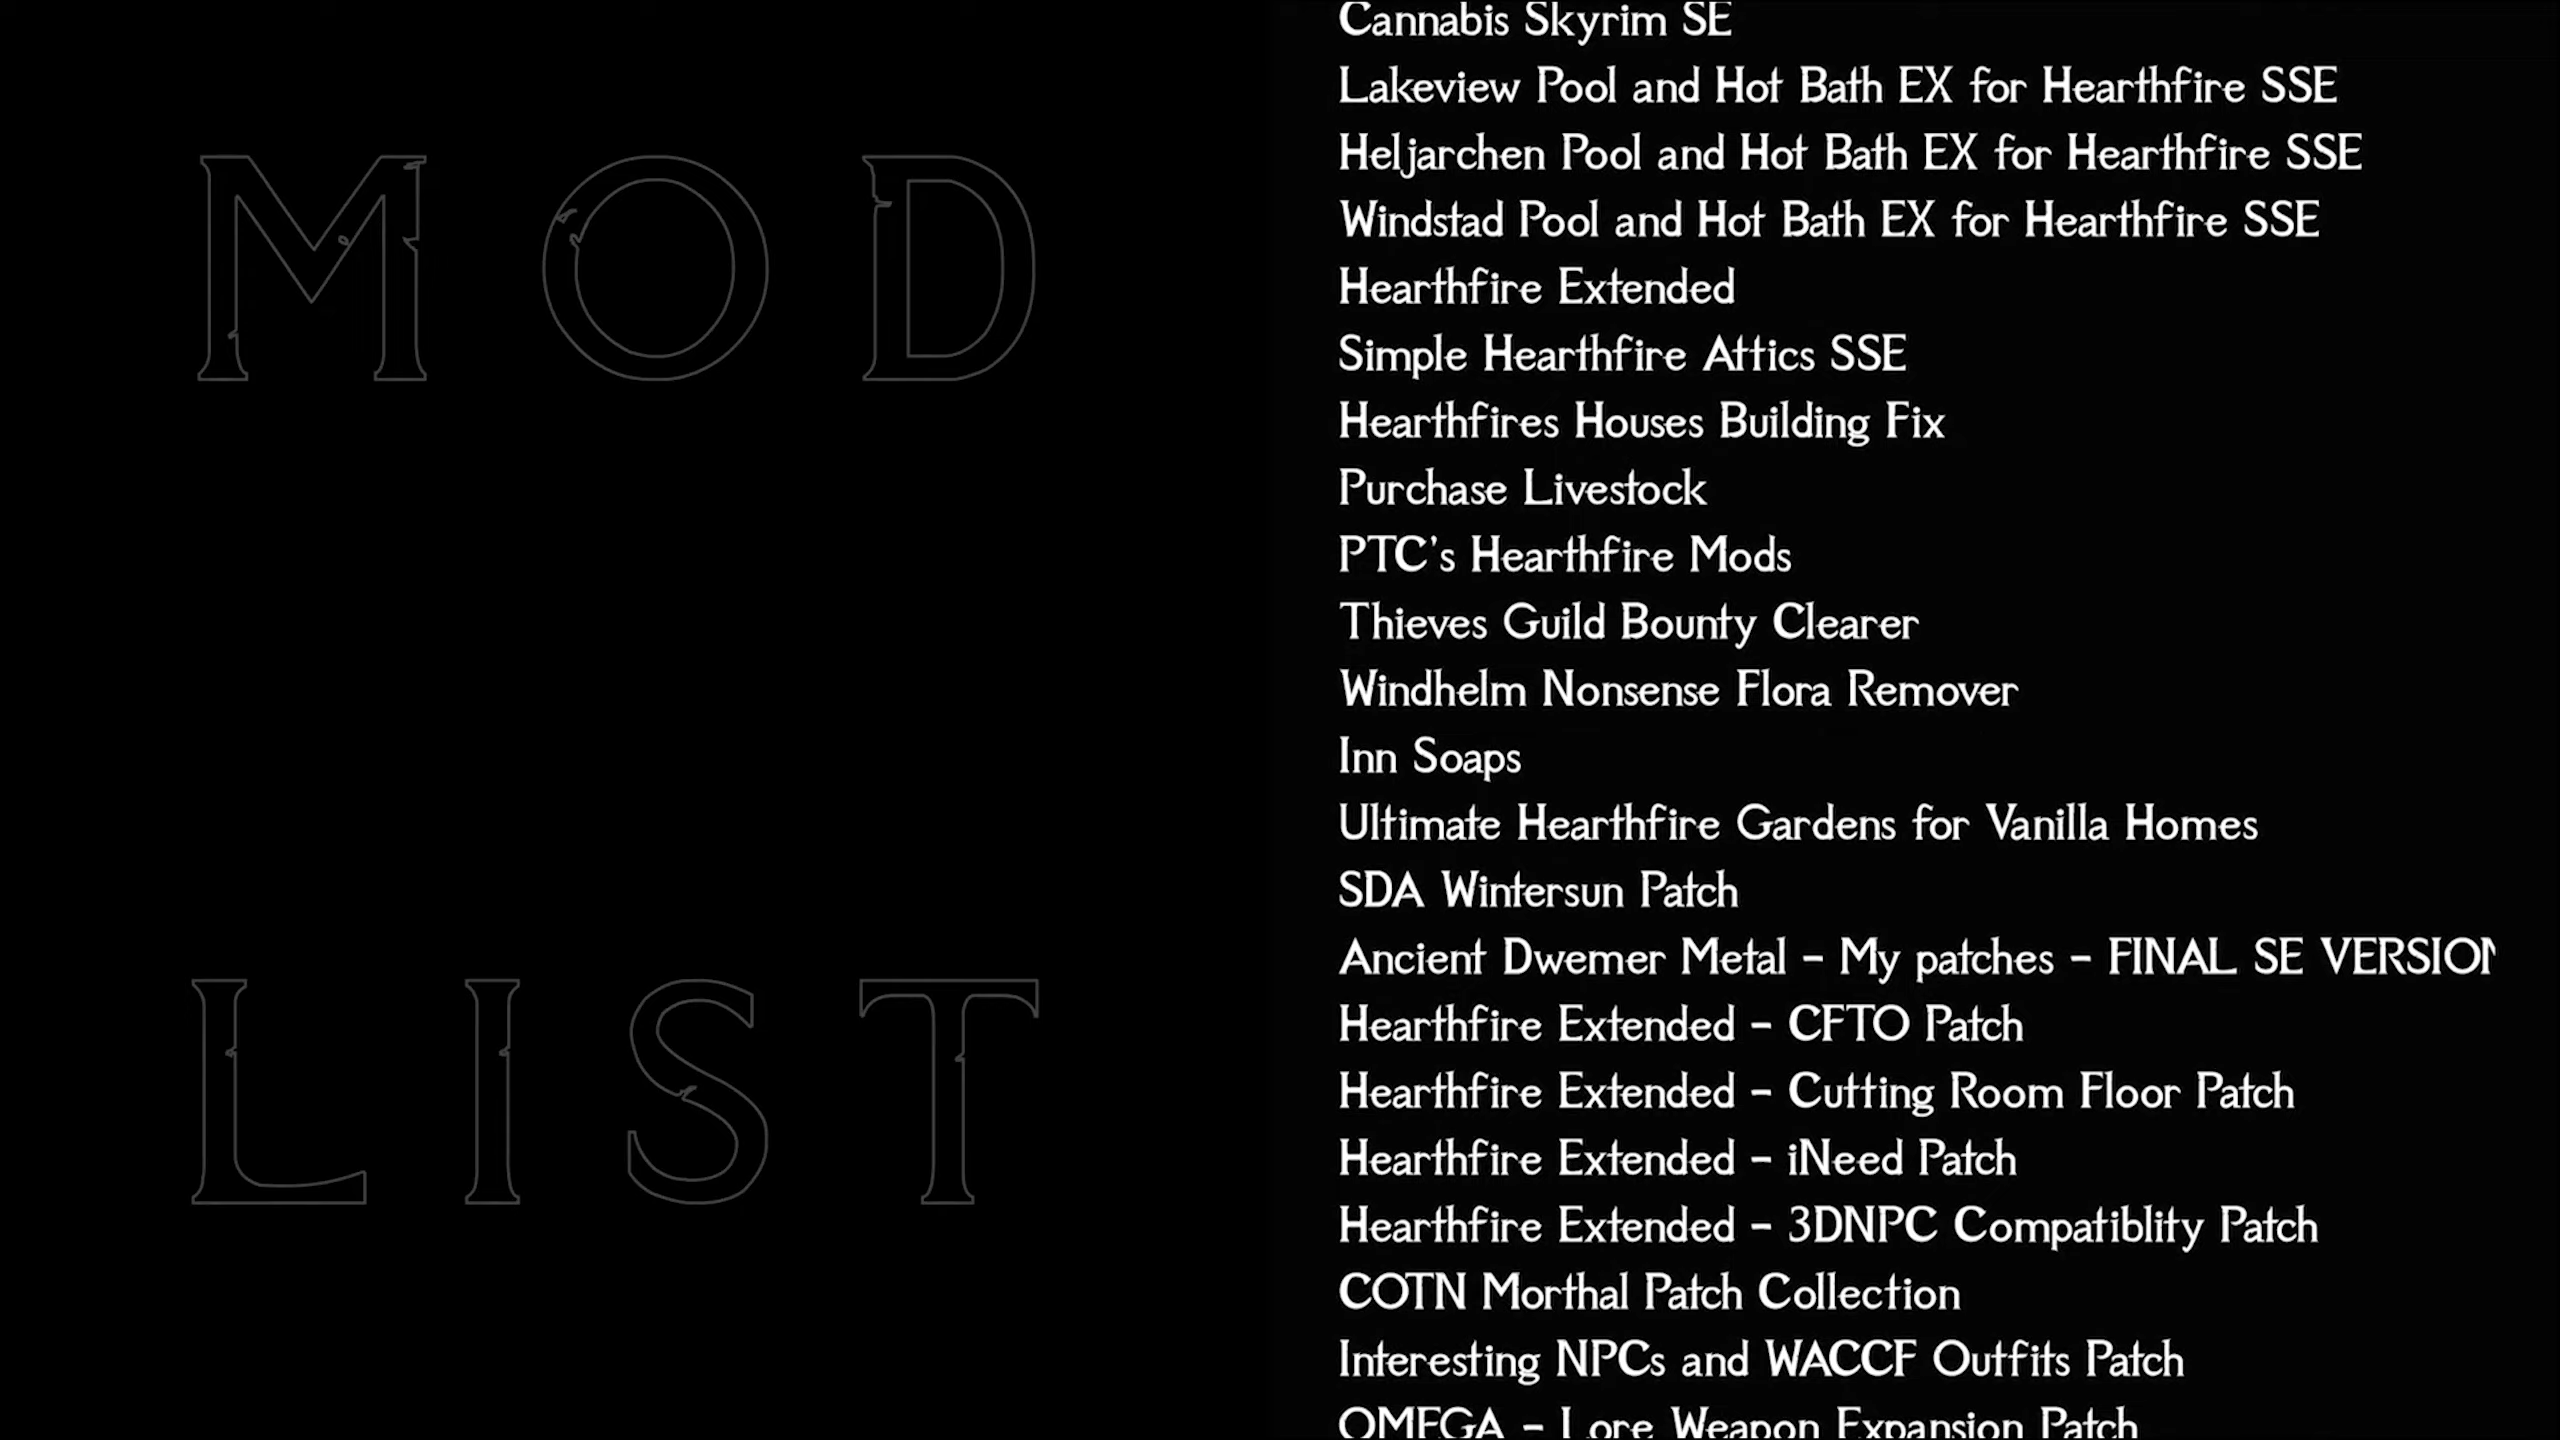 MOD
LIST
Cannabis Skyrim SE
Lakeview Pool and Hot Bath EX for Hearthfire SSE
Heljarchen Pool and Hot Bath EX for Hearthfire SSE
Windstad Pool and Hot Bath EX for Hearthfire SSE
Hearthfire Extended
Simple Hearthfire Attics SSE
Hearthfires Houses Building Fix
Purchase Livestock
PTC's Hearthfire Mods
Thieves Guild Bounty Clearer
Windhelm Nonsense Flora Remover
Inn Soaps
Ultimate Hearthfire Gardens for Vanilla Homes
SDA Wintersun Patch
Ancient Dwemer Metal - My patches - FINAL SE VERSION
Hearthfire Extended - CFTO Patch
Hearthfire Extended - Cutting Room Floor Patch
Hearthfire Extended - iNeed Patch
Hearthfire Extended - 3DNPC Compatiblity Patch
COTN Morthal Patch Collection
Interesting NPCs and WACCF Outfits Patch
OMEGA - Lore Weapon Expansion Patch